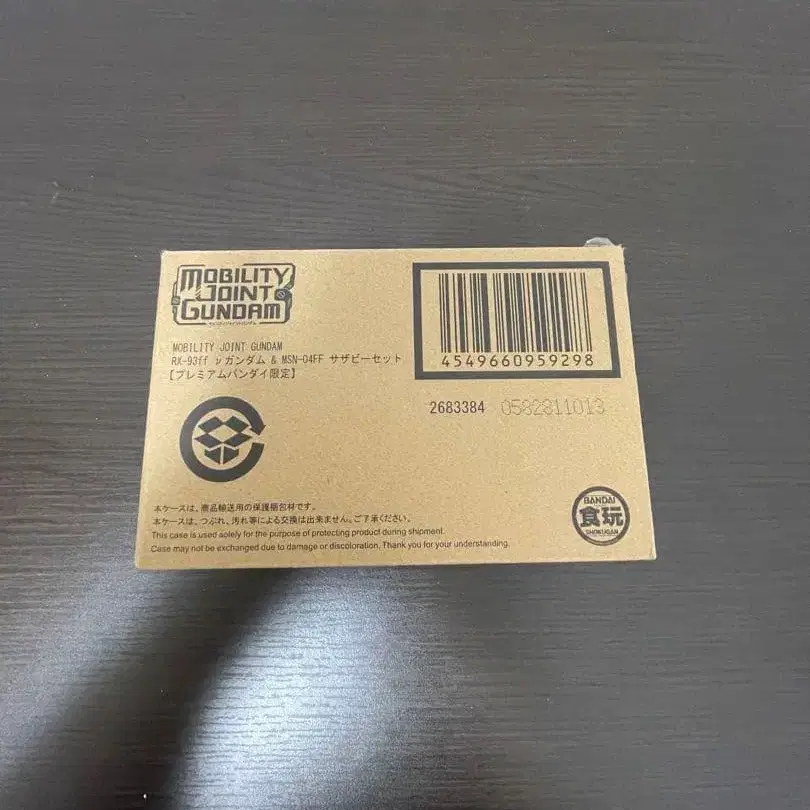 MOBILITY
JOINT
GUNDAM
MOBILITY JOINT GUNDAM
RX-93ff νガンダム & MSN-04FF サザビーセット
【プレミアムバンダイ限定】
4549660959298
2683384 0582811013
本ケースは、商品輸送用の保護梱包材です。
本ケースは、つぶれ、汚れ等による交換は出来ません。ご了承ください。
This case is used solely for the purpose of protecting product during shipment.
Case may not be exchanged due to damage or discoloration, Thank you for your understanding.
BANDAI
食玩
SHOKUGAN